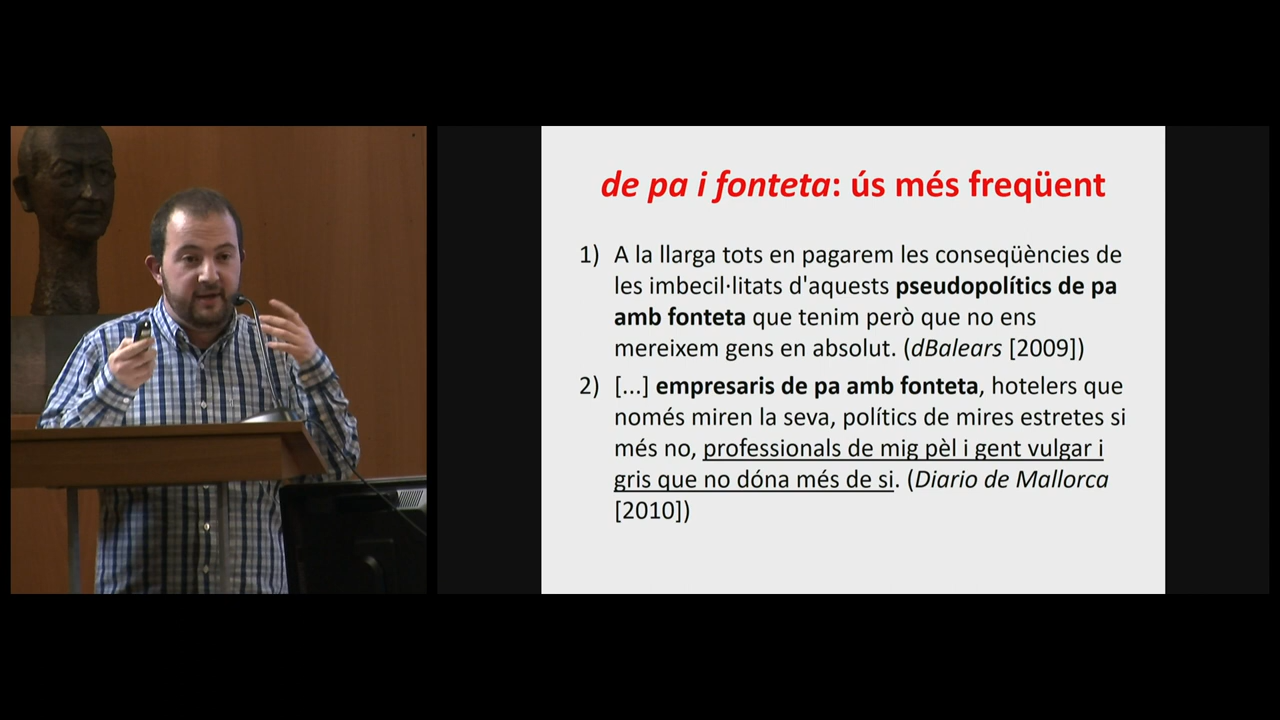 de pa i fonteta: ús més freqüent
1) A la llarga tots en pagarem les conseqüències de
les imbecil·litats d'aquests pseudopolítics de pa
amb fonteta que tenim però que no ens
mereixem gens en absolut. (dBalears [2009])
2) [...] empresaris de pa amb fonteta, hotelers que
només miren la seva, polítics de mires estretes si
més no, professionals de mig pèl i gent vulgar i
gris que no dóna més de si. (Diario de Mallorca
[2010])